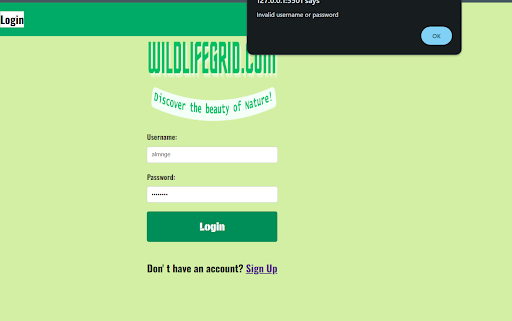 127.0.0.1:5501 says
Invalid username or password
OK
Login
WILDLIFEGRID.COM
Discover the beauty of Nature!
Username:
almnge
Password:
••••••••
Login
Don' t have an account? Sign Up